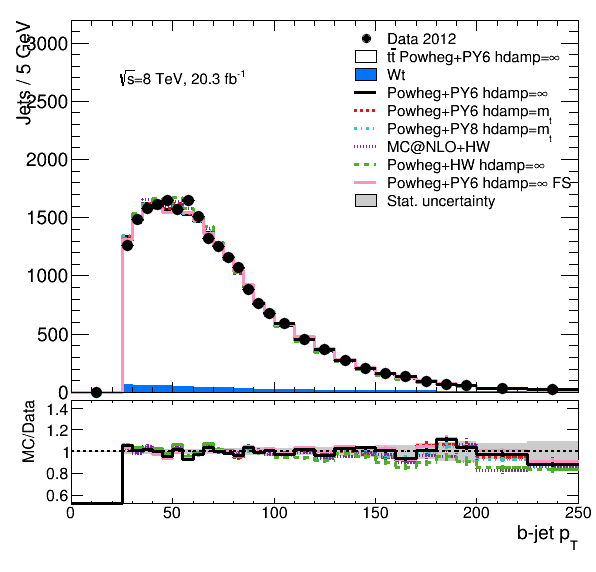 Jets / 5 GeV
3000
2500
2000
1500
1000
500
0
√s=8 TeV, 20.3 fb-1
Data 2012
tt̄ Powheg+PY6 hdamp=∞
Wt
Powheg+PY6 hdamp=∞
Powheg+PY6 hdamp=mt
Powheg+PY8 hdamp=mt
MC@NLO+HW
Powheg+HW hdamp=∞
Powheg+PY6 hdamp=∞ FS
Stat. uncertainty
MC/Data
1.4
1.2
1
0.8
0.6
0 50 100 150 200 250
b-jet pT